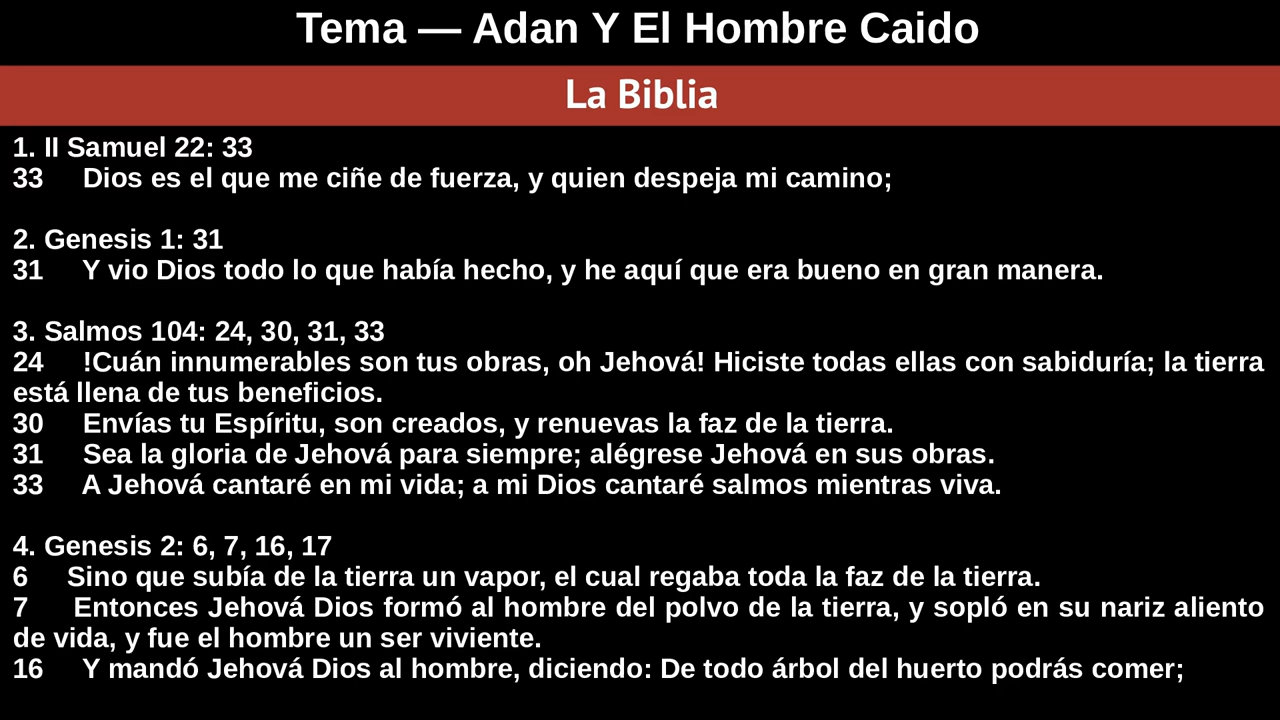 Tema — Adan Y El Hombre Caido
La Biblia
1. II Samuel 22: 33
33 Dios es el que me ciñe de fuerza, y quien despeja mi camino;
2. Genesis 1: 31
31 Y vio Dios todo lo que había hecho, y he aquí que era bueno en gran manera.
3. Salmos 104: 24, 30, 31, 33
24 !Cuán innumerables son tus obras, oh Jehová! Hiciste todas ellas con sabiduría; la tierra
está llena de tus beneficios.
30 Envías tu Espíritu, son creados, y renuevas la faz de la tierra.
31 Sea la gloria de Jehová para siempre; alégrese Jehová en sus obras.
33 A Jehová cantaré en mi vida; a mi Dios cantaré salmos mientras viva.
4. Genesis 2: 6, 7, 16, 17
6 Sino que subía de la tierra un vapor, el cual regaba toda la faz de la tierra.
7 Entonces Jehová Dios formó al hombre del polvo de la tierra, y sopló en su nariz aliento
de vida, y fue el hombre un ser viviente.
16 Y mandó Jehová Dios al hombre, diciendo: De todo árbol del huerto podrás comer;